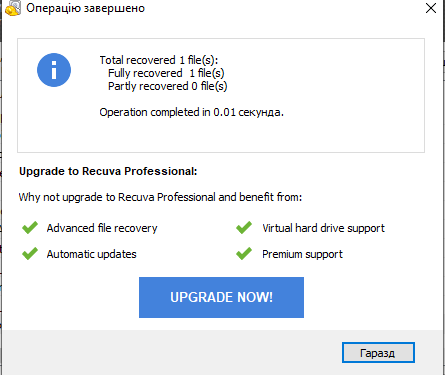 Операцію завершено
Total recovered 1 file(s):
Fully recovered 1 file(s)
Partly recovered 0 file(s)
Operation completed in 0.01 секунда.
Upgrade to Recuva Professional:
Why not upgrade to Recuva Professional and benefit from:
Advanced file recovery
Virtual hard drive support
Automatic updates
Premium support
UPGRADE NOW!
Гаразд